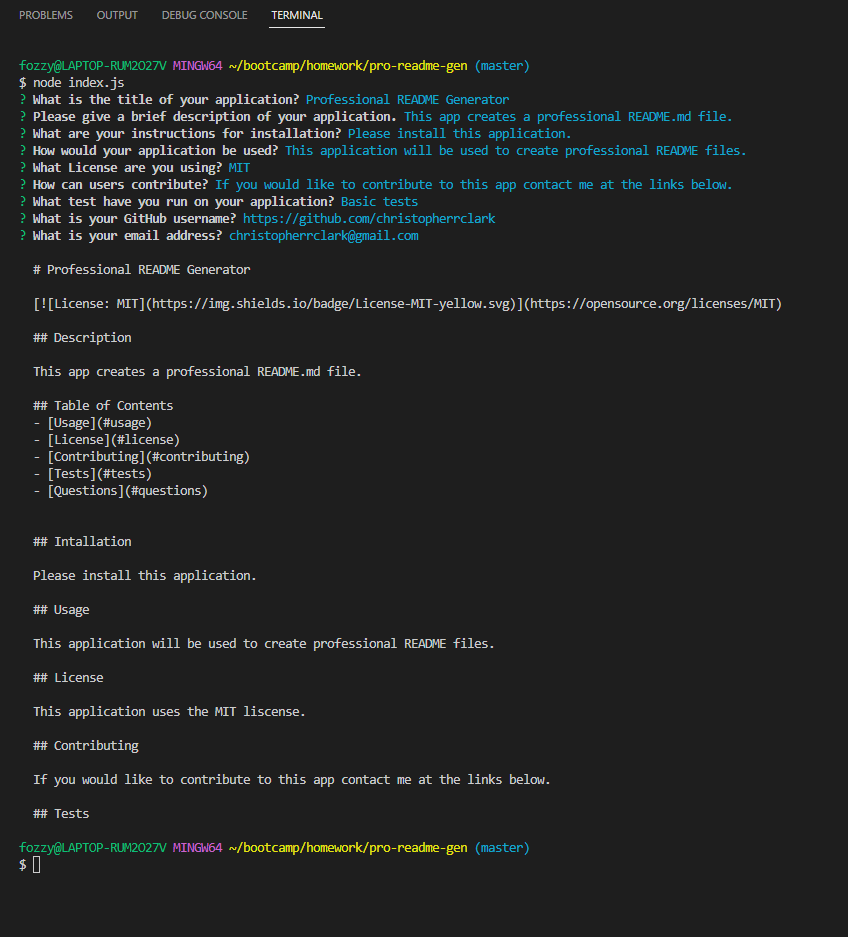 PROBLEMS OUTPUT DEBUG CONSOLE TERMINAL
fozzy@LAPTOP-RUM2O27V MINGW64 ~/bootcamp/homework/pro-readme-gen (master)
$ node index.js
? What is the title of your application? Professional README Generator
? Please give a brief description of your application. This app creates a professional README.md file.
? What are your instructions for installation? Please install this application.
? How would your application be used? This application will be used to create professional README files.
? What License are you using? MIT
? How can users contribute? If you would like to contribute to this app contact me at the links below.
? What test have you run on your application? Basic tests
? What is your GitHub username? https://github.com/christopherrclark
? What is your email address? christopherrclark@gmail.com
# Professional README Generator
[![License: MIT](https://img.shields.io/badge/License-MIT-yellow.svg)](https://opensource.org/licenses/MIT)
## Description
This app creates a professional README.md file.
## Table of Contents
- [Usage](#usage)
- [License](#license)
- [Contributing](#contributing)
- [Tests](#tests)
- [Questions](#questions)
## Intallation
Please install this application.
## Usage
This application will be used to create professional README files.
## License
This application uses the MIT liscense.
## Contributing
If you would like to contribute to this app contact me at the links below.
## Tests
fozzy@LAPTOP-RUM2O27V MINGW64 ~/bootcamp/homework/pro-readme-gen (master)
$